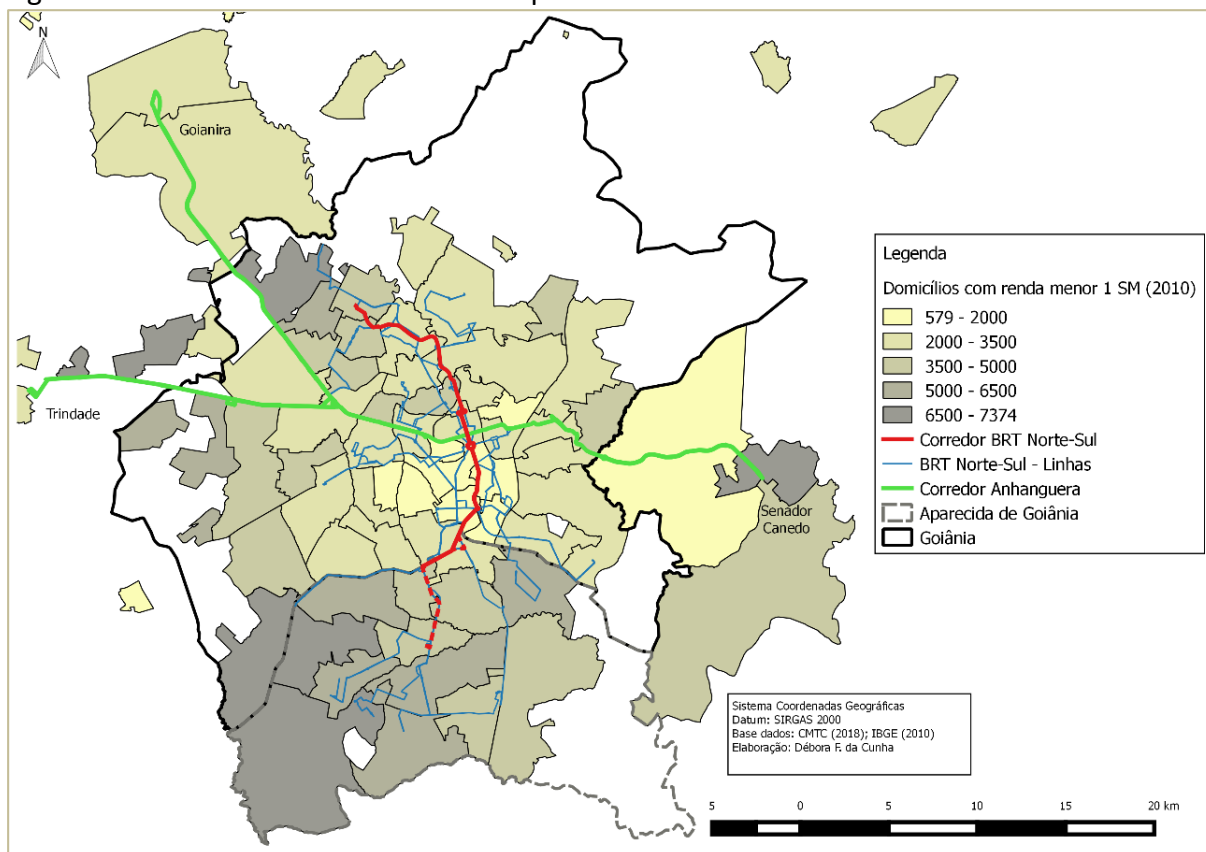 N
Goianira
Trindade
Senador
Canedo
Legenda
Domicílios com renda menor 1 SM (2010)
579 - 2000
2000 - 3500
3500 - 5000
5000 - 6500
6500 - 7374
Corredor BRT Norte-Sul
BRT Norte-Sul - Linhas
Corredor Anhanguera
Aparecida de Goiânia
Goiânia
Sistema Coordenadas Geográficas
Datum: SIRGAS 2000
Base dados: CMTC (2018); IBGE (2010)
Elaboração: Débora F. da Cunha
5 0 5 10 15 20 km